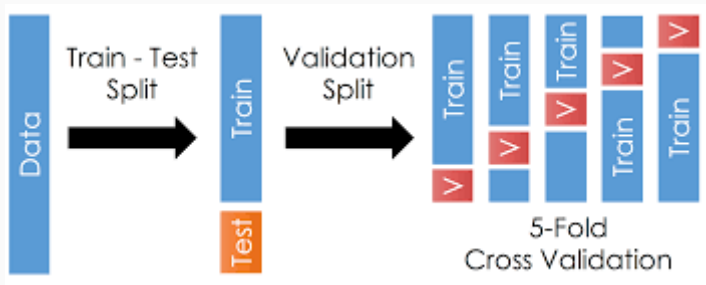 Data
Train - Test
Split
Train
Test
Validation
Split
Train
V
Train
V
Train
V
V
Train
V
Train
5-Fold
Cross Validation